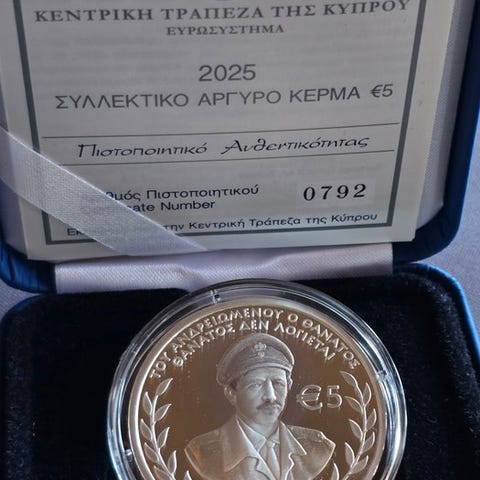 ΚΕΝΤΡΙΚΗ ΤΡΑΠΕΖΑ ΤΗΣ ΚΥΠΡΟΥ
ΕΥΡΩΣΥΣΤΗΜΑ
2025
ΣΥΛΛΕΚΤΙΚΟ ΑΡΓΥΡΟ ΚΕΡΜΑ €5
Πιστοποιητικό Αυθεντικότητας
Πιστοποιητικού
Number 0792
την Κεντρική Τράπεζα της Κύπρου
ΤΟΥ ΑΝΔΡΕΙΩΜΕΝΟΥ Ο ΘΑΝΑΤΟΣ
ΘΑΝΑΤΟΣ ΔΕΝ ΛΟΓΙΕΤΑΙ
€5